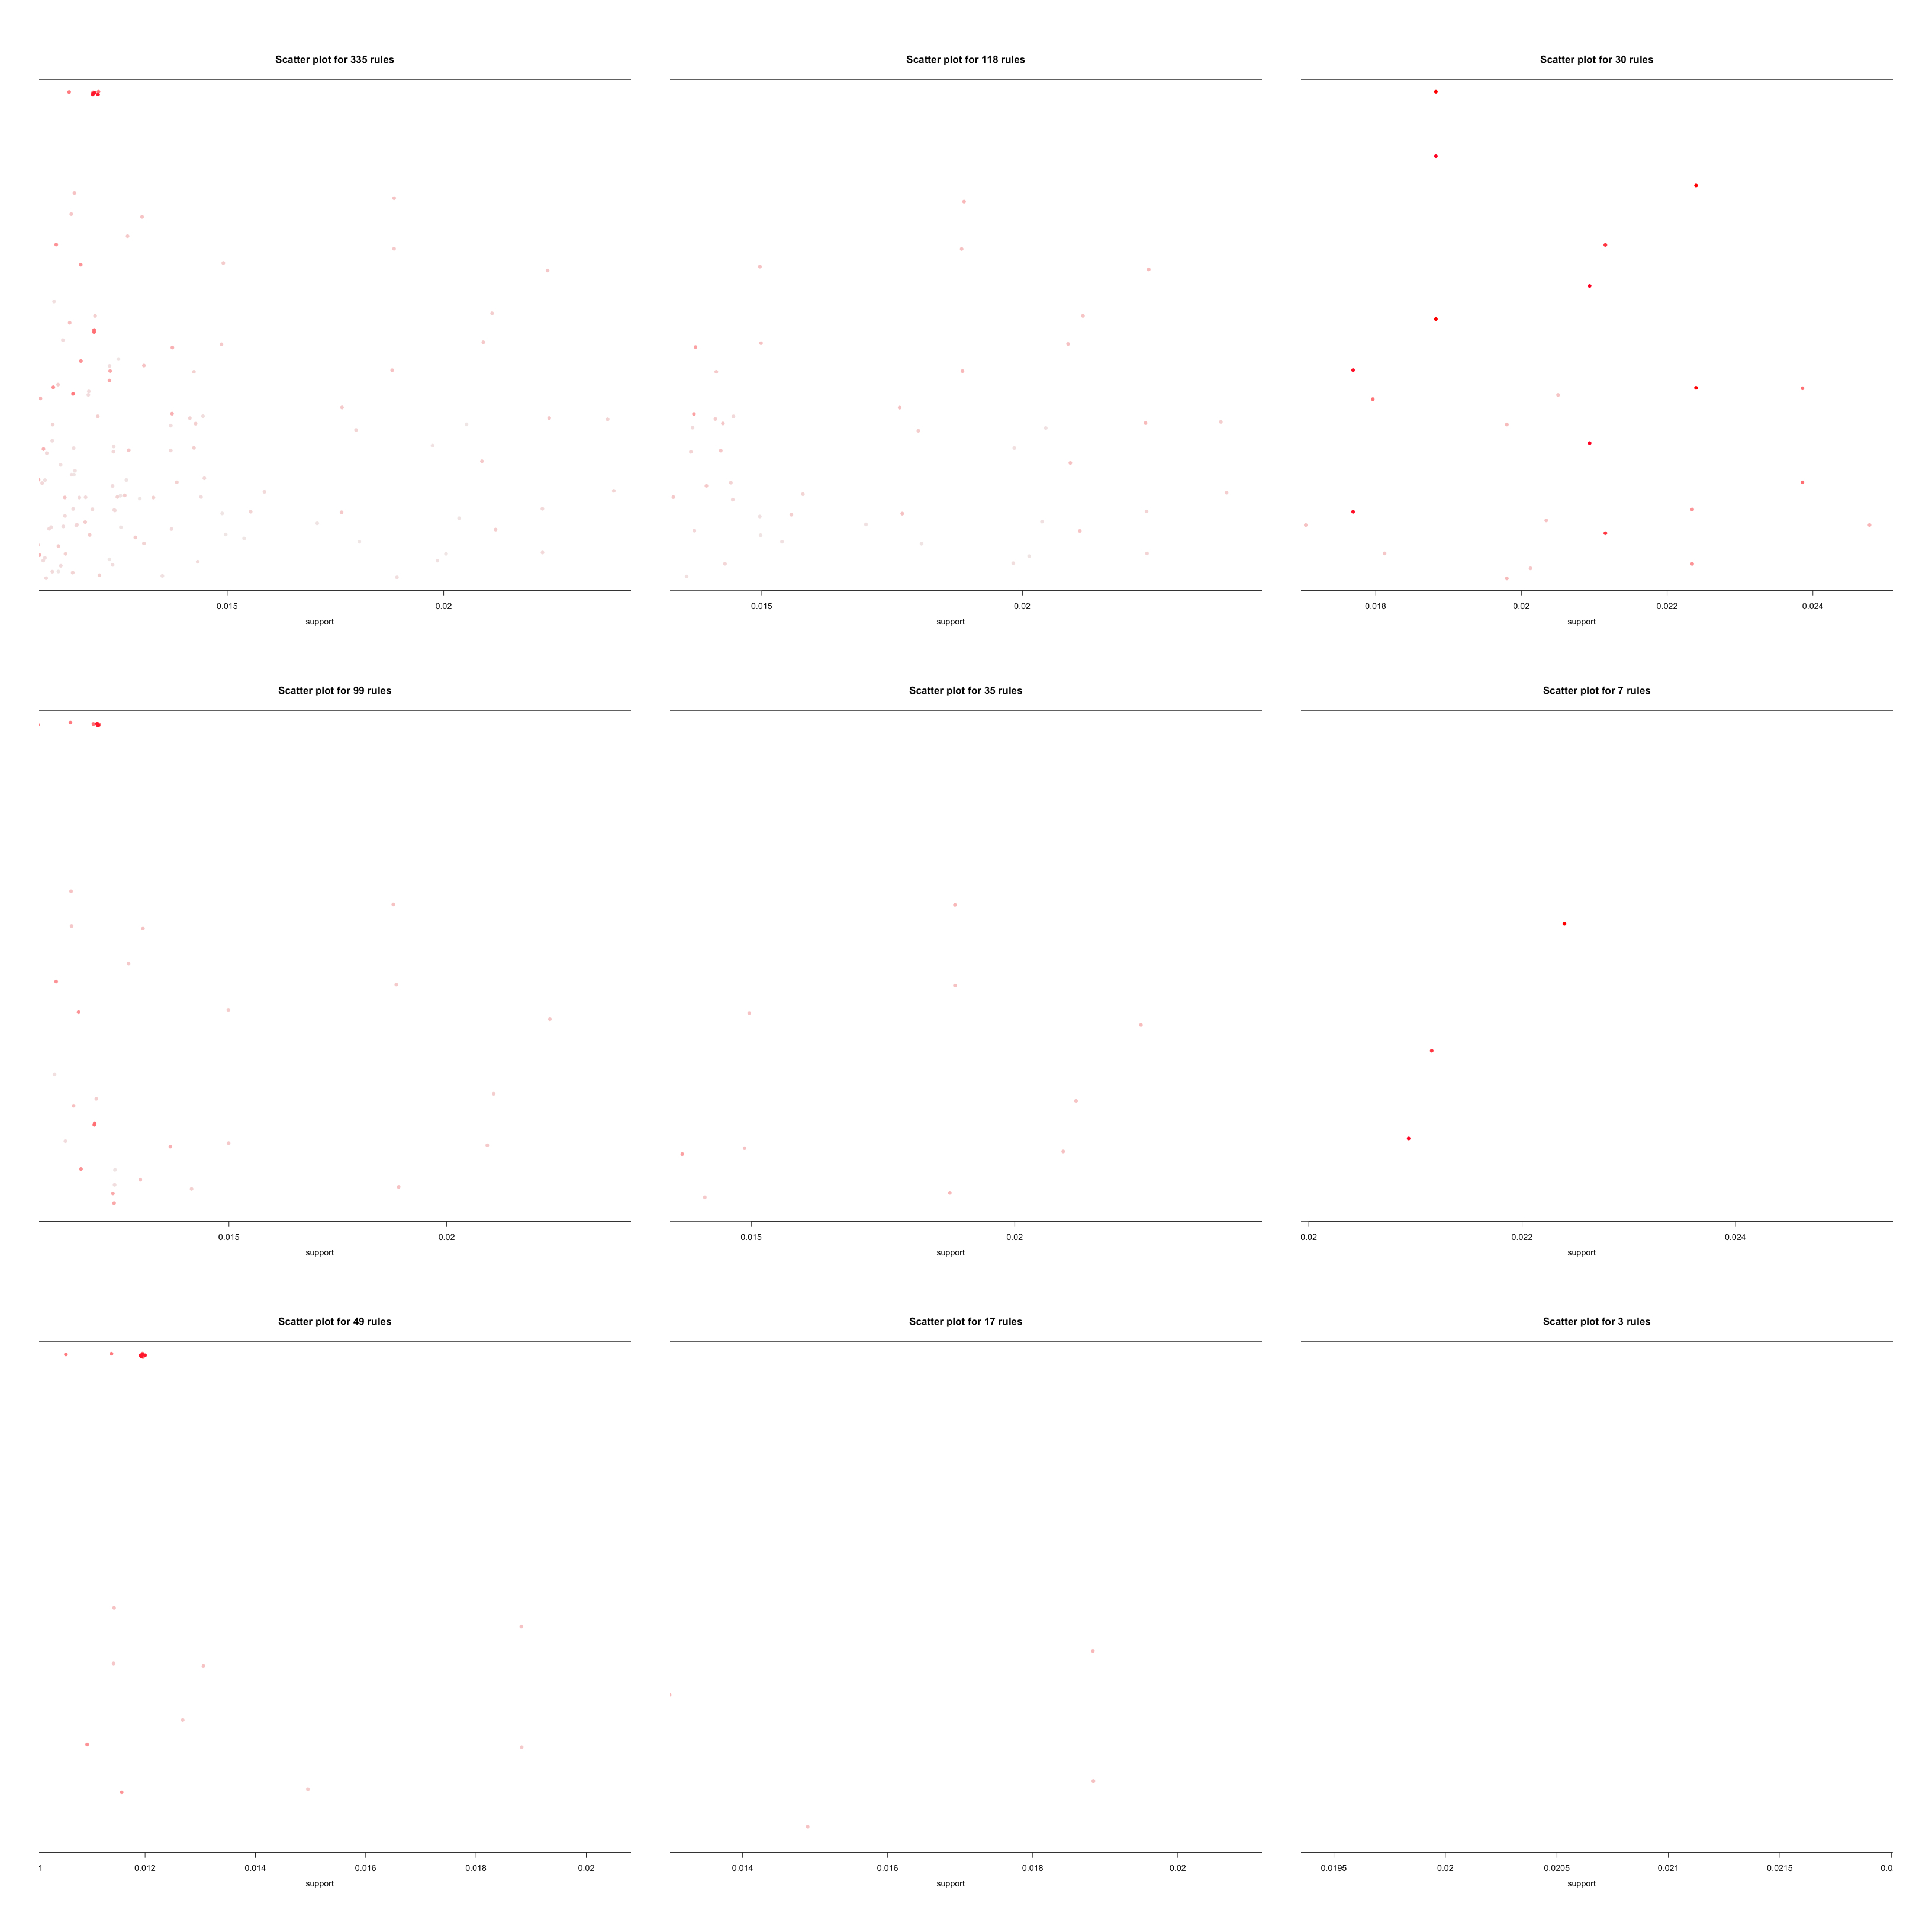 Scatter plot for 335 rules
Scatter plot for 118 rules
Scatter plot for 30 rules
0.015 0.02
0.015 0.02
0.018 0.02 0.022 0.024
support
support
support
Scatter plot for 99 rules
Scatter plot for 35 rules
Scatter plot for 7 rules
0.015 0.02
0.015 0.02
0.02 0.022 0.024
support
support
support
Scatter plot for 49 rules
Scatter plot for 17 rules
Scatter plot for 3 rules
1 0.012 0.014 0.016 0.018 0.02
0.014 0.016 0.018 0.02
0.0195 0.02 0.0205 0.021 0.0215 0.0
support
support
support